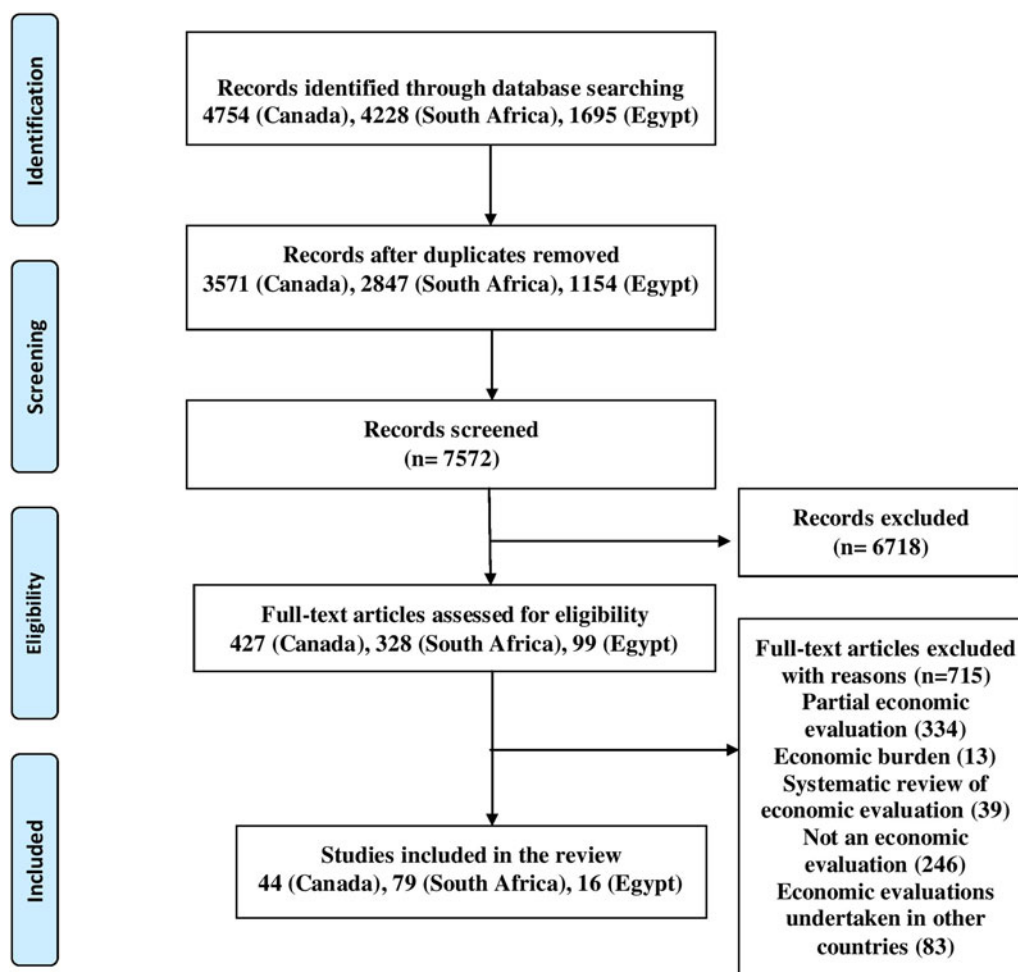 Identification
Records identified through database searching
4754 (Canada), 4228 (South Africa), 1695 (Egypt)
Records after duplicates removed
3571 (Canada), 2847 (South Africa), 1154 (Egypt)
Screening
Records screened
(n= 7572)
Records excluded
(n= 6718)
Eligibility
Full-text articles assessed for eligibility
427 (Canada), 328 (South Africa), 99 (Egypt)
Full-text articles excluded
with reasons (n=715)
Partial economic
evaluation (334)
Economic burden (13)
Systematic review of
economic evaluation (39)
Not an economic
evaluation (246)
Economic evaluations
undertaken in other
countries (83)
Included
Studies included in the review
44 (Canada), 79 (South Africa), 16 (Egypt)